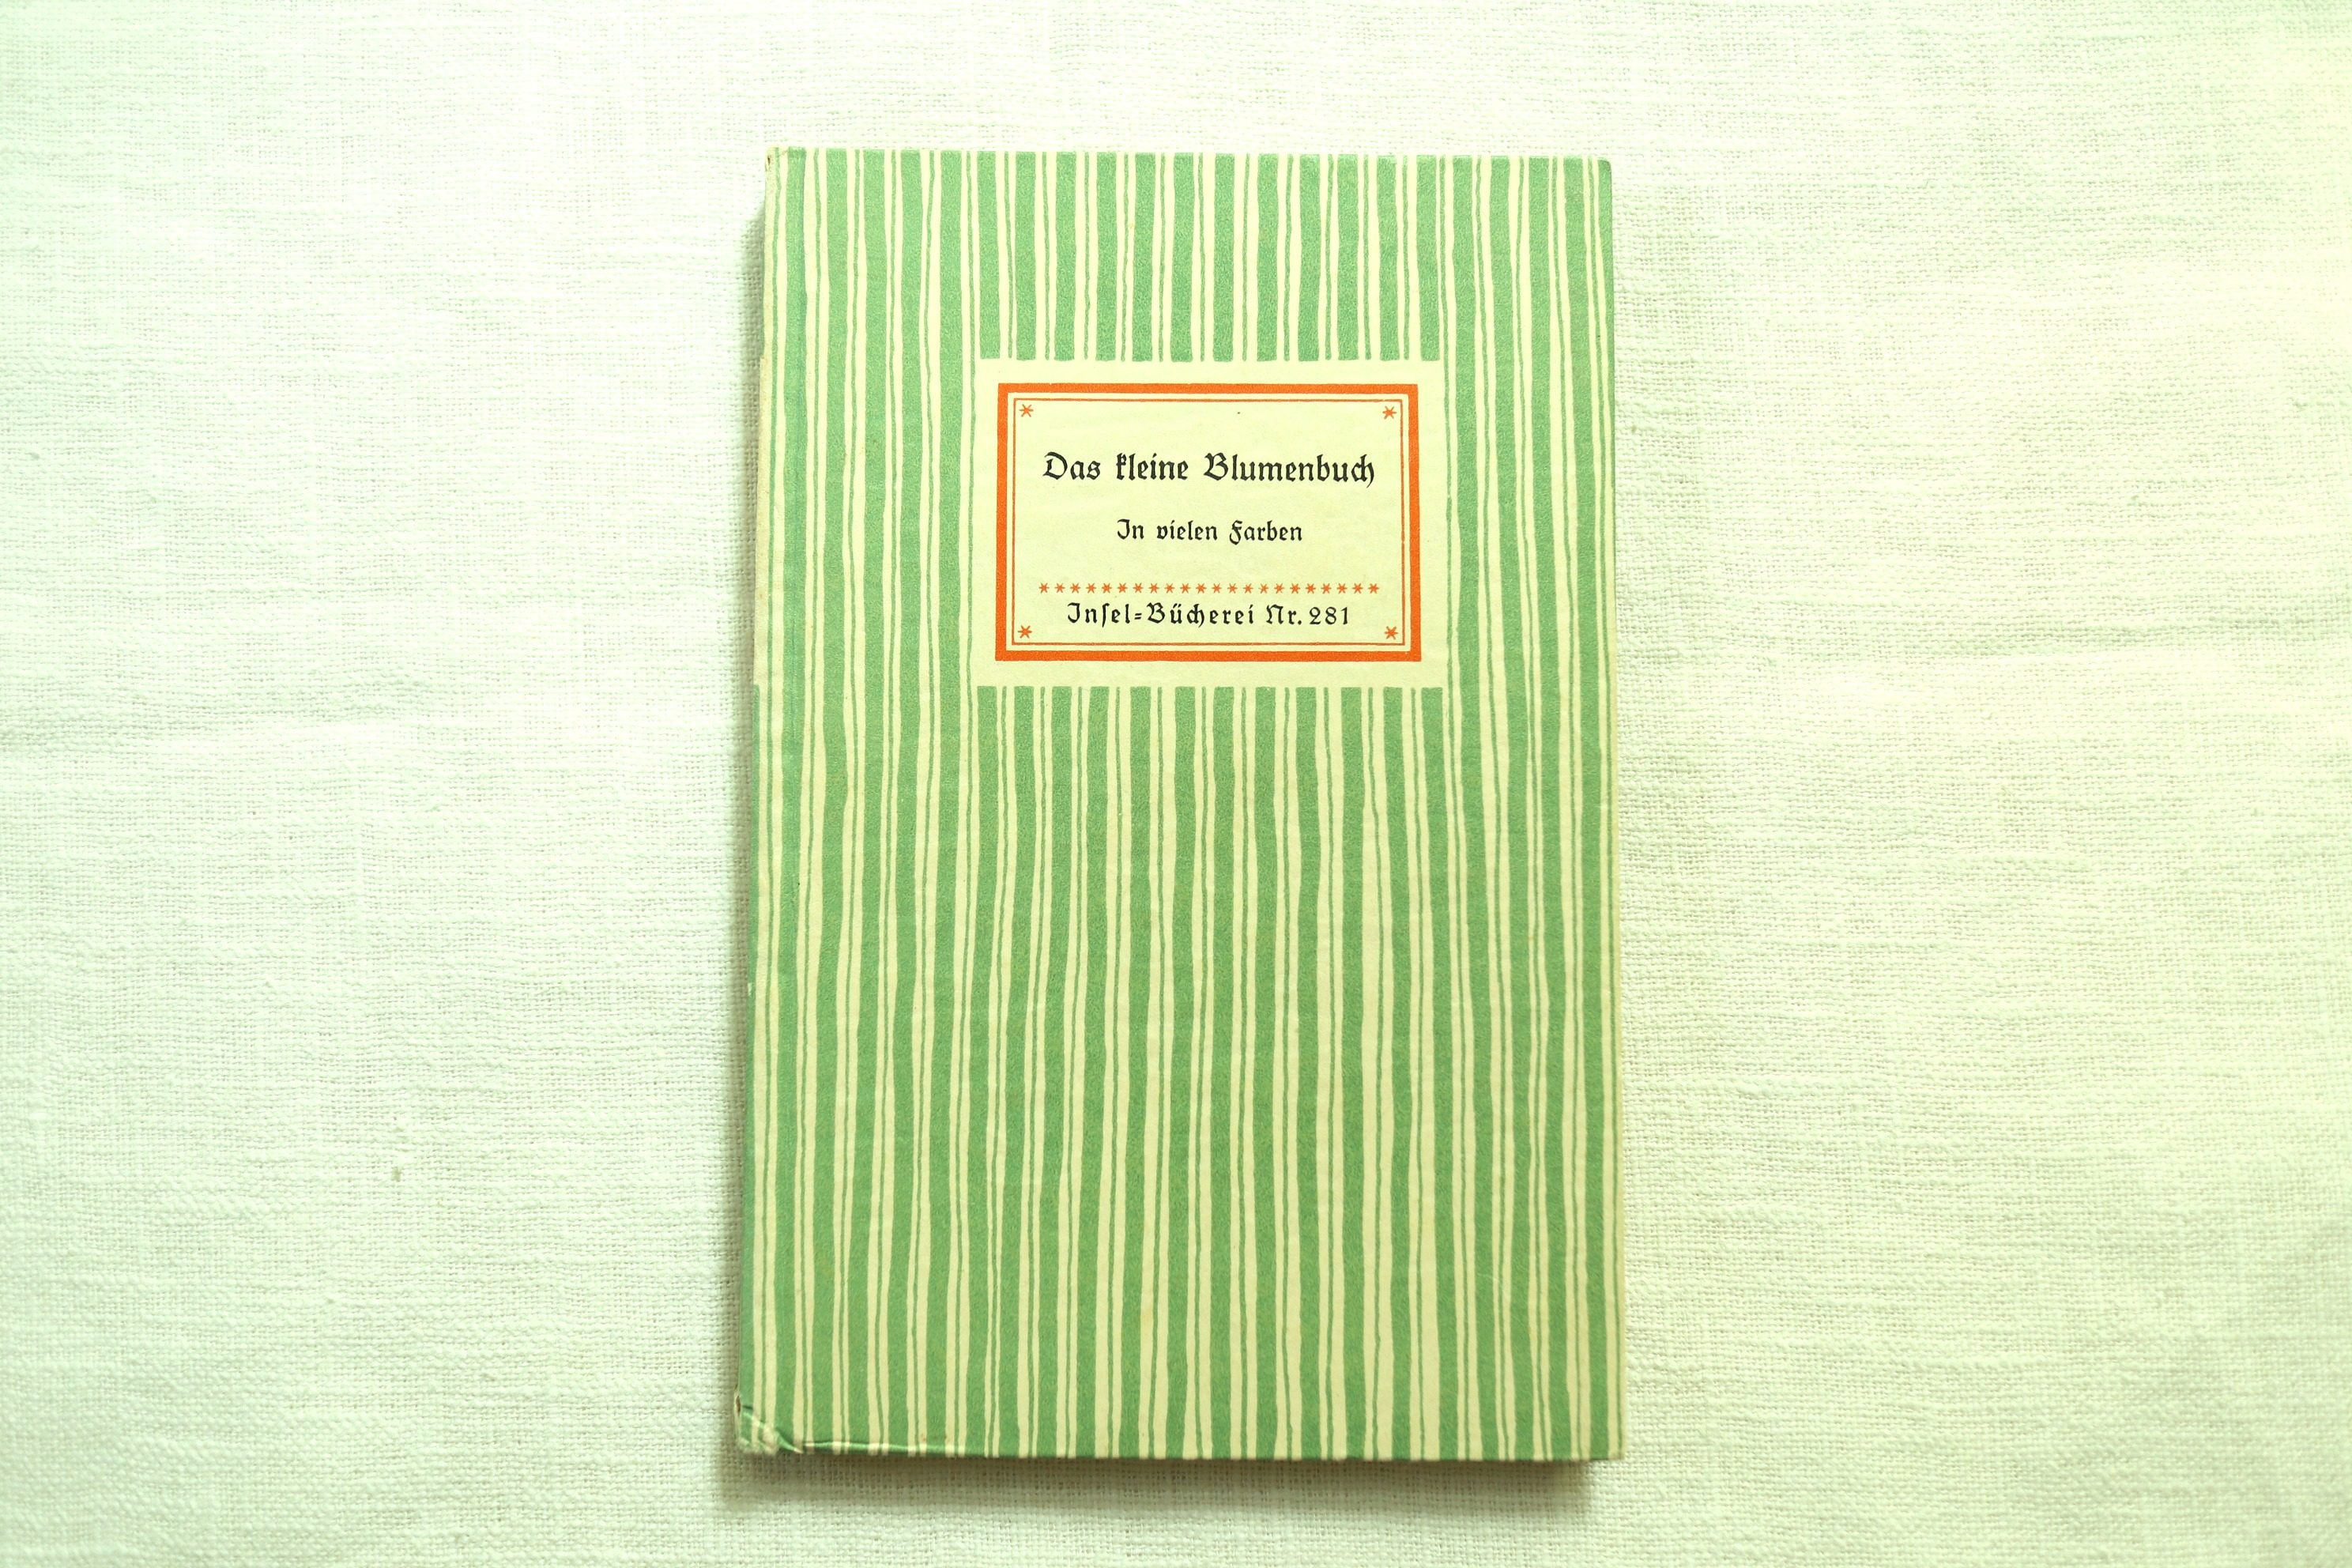 Das kleine Blumenbuch
In vielen Farben
Inſel-Bücherei Nr. 281